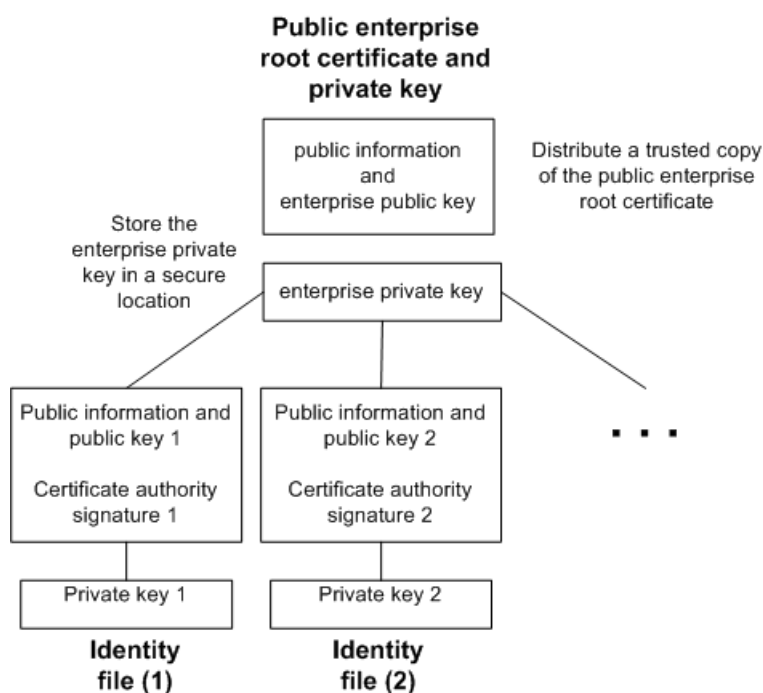 Public enterprise
root certificate and
private key
public information
and
enterprise public key
Distribute a trusted copy
of the public enterprise
root certificate
Store the
enterprise private
key in a secure
location
enterprise private key
Public information and
public key 1
Certificate authority
signature 1
Public information and
public key 2
Certificate authority
signature 2
. . .
Private key 1
Private key 2
Identity
file (1)
Identity
file (2)